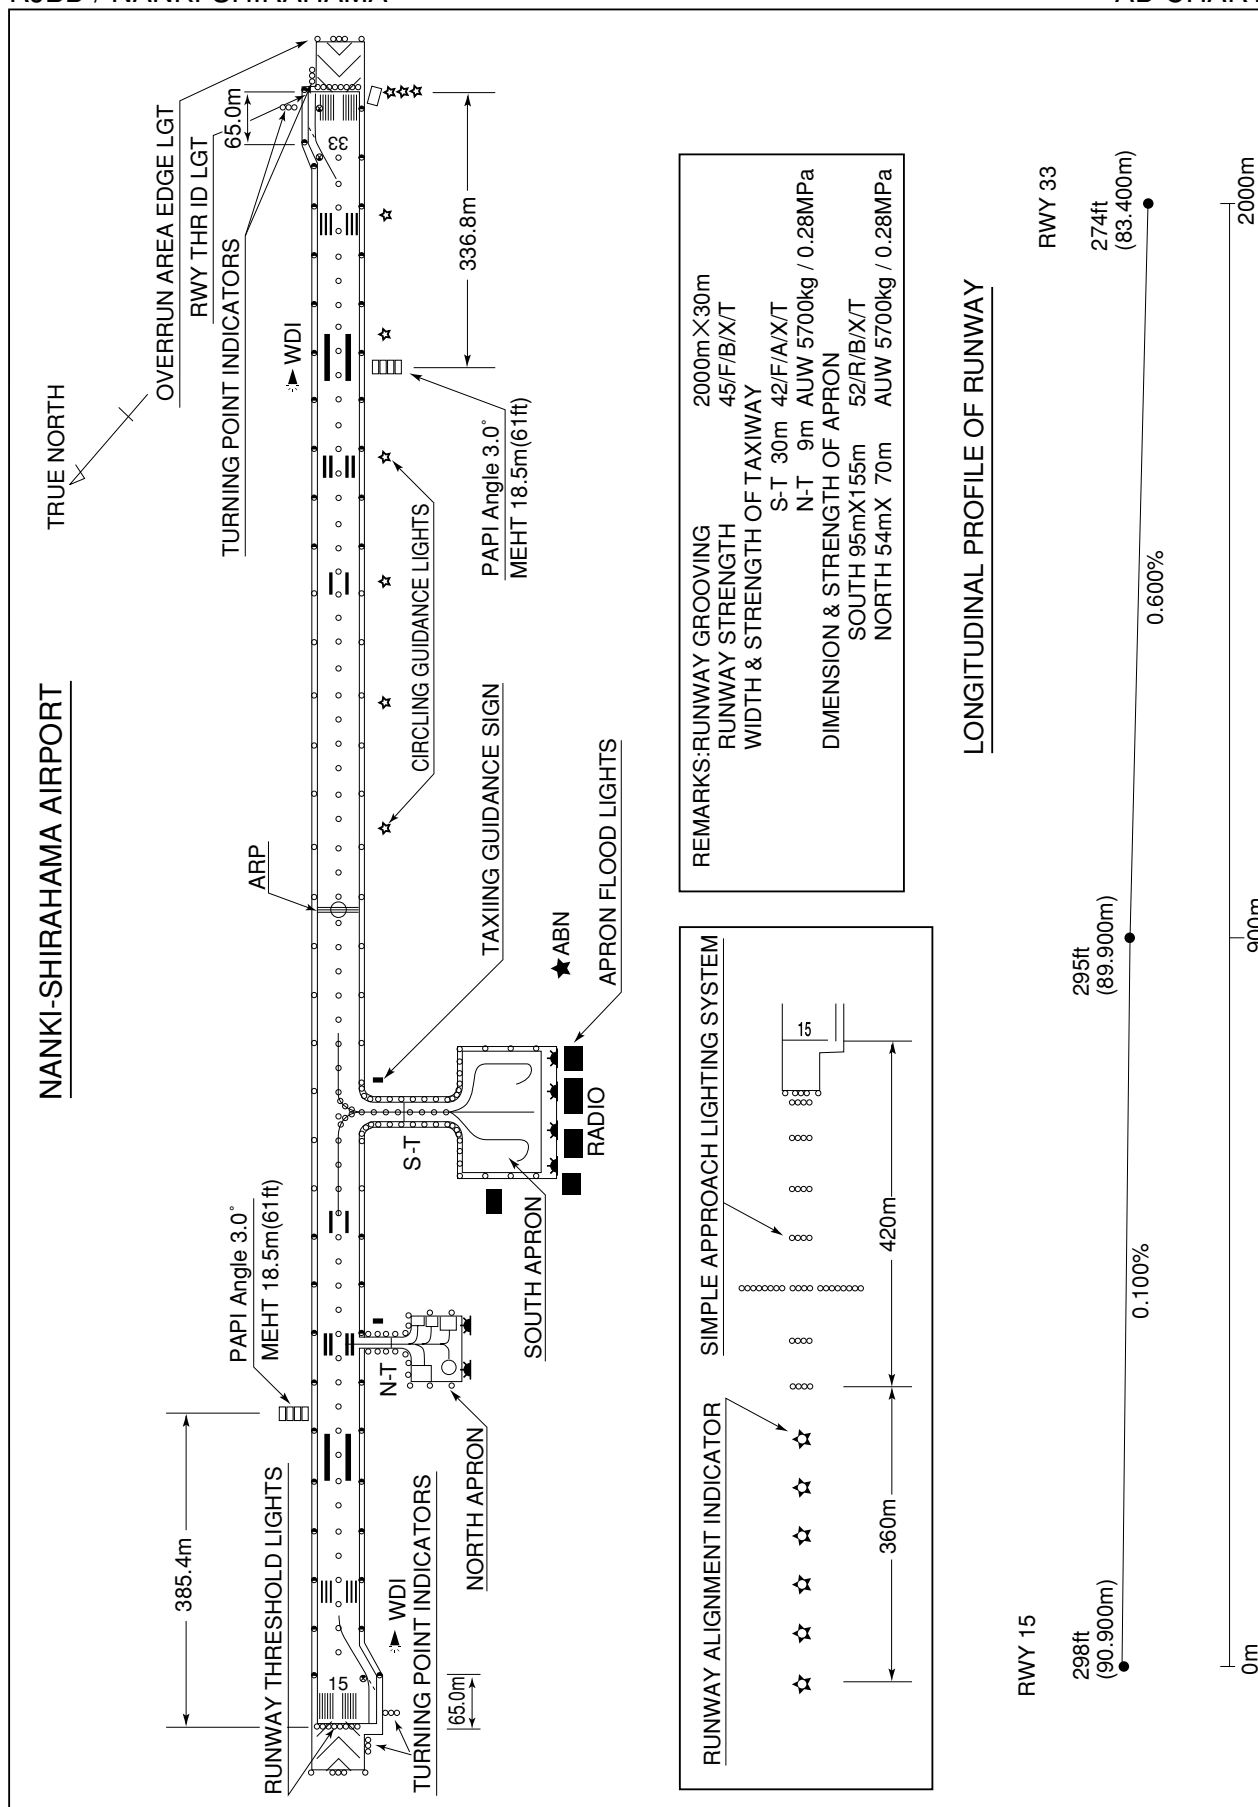 RJBD / NANKI-SHIRAHAMA
AD CHART
NANKI-SHIRAHAMA AIRPORT
TRUE NORTH
OVERRUN AREA EDGE LGT
RWY THR ID LGT
TURNING POINT INDICATORS
65.0m
WDI
33
336.8m
PAPI Angle 3.0°
MEHT 18.5m(61ft)
CIRCLING GUIDANCE LIGHTS
ARP
TAXIING GUIDANCE SIGN
ABN
APRON FLOOD LIGHTS
RADIO
S-T
SOUTH APRON
PAPI Angle 3.0°
MEHT 18.5m(61ft)
N-T
NORTH APRON
385.4m
RUNWAY THRESHOLD LIGHTS
15
WDI
TURNING POINT INDICATORS
65.0m
REMARKS:RUNWAY GROOVING 2000m×30m
RUNWAY STRENGTH 45/F/B/X/T
WIDTH & STRENGTH OF TAXIWAY
S-T 30m 42/F/A/X/T
N-T 9m AUW 5700kg / 0.28MPa
DIMENSION & STRENGTH OF APRON
SOUTH 95mX155m 52/R/B/X/T
NORTH 54mX 70m AUW 5700kg / 0.28MPa
SIMPLE APPROACH LIGHTING SYSTEM
RUNWAY ALIGNMENT INDICATOR
15
420m
360m
LONGITUDINAL PROFILE OF RUNWAY
RWY 15
298ft
(90.900m)
0.100%
295ft
(89.900m)
0.600%
RWY 33
274ft
(83.400m)
0m
900m
2000m